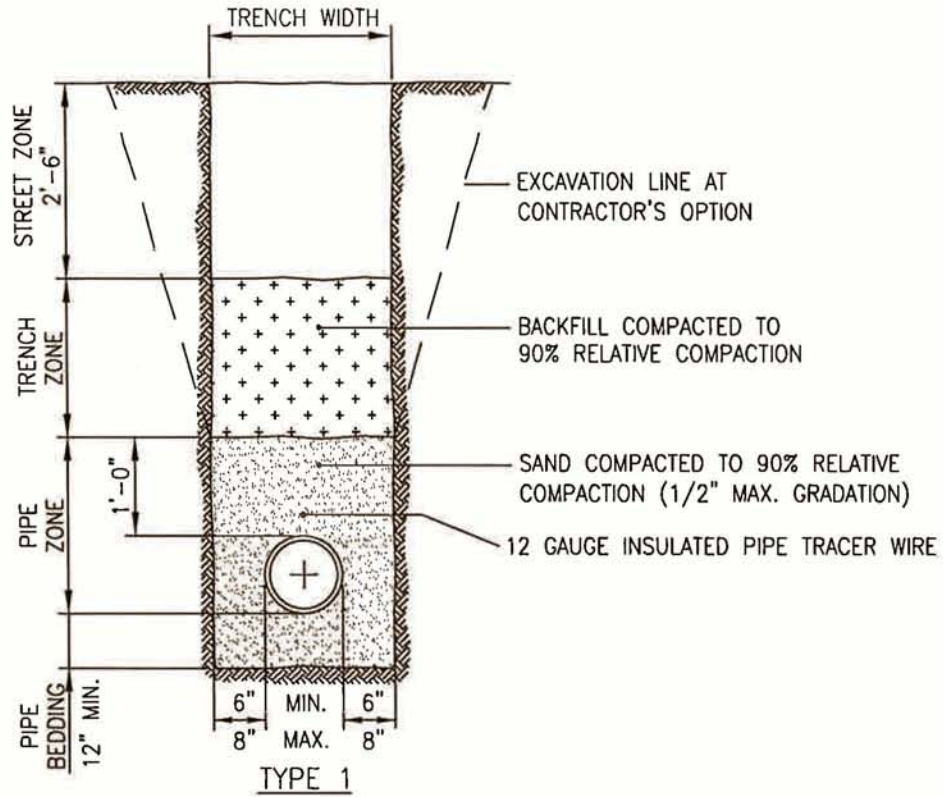 TRENCH WIDTH
STREET ZONE
2'-6"
EXCAVATION LINE AT
CONTRACTOR'S OPTION
TRENCH
ZONE
BACKFILL COMPACTED TO
90% RELATIVE COMPACTION
PIPE
ZONE
1'-0"
SAND COMPACTED TO 90% RELATIVE
COMPACTION (1/2" MAX. GRADATION)
12 GAUGE INSULATED PIPE TRACER WIRE
PIPE
BEDDING
12" MIN.
6" MIN. 6"
8" MAX. 8"
TYPE 1